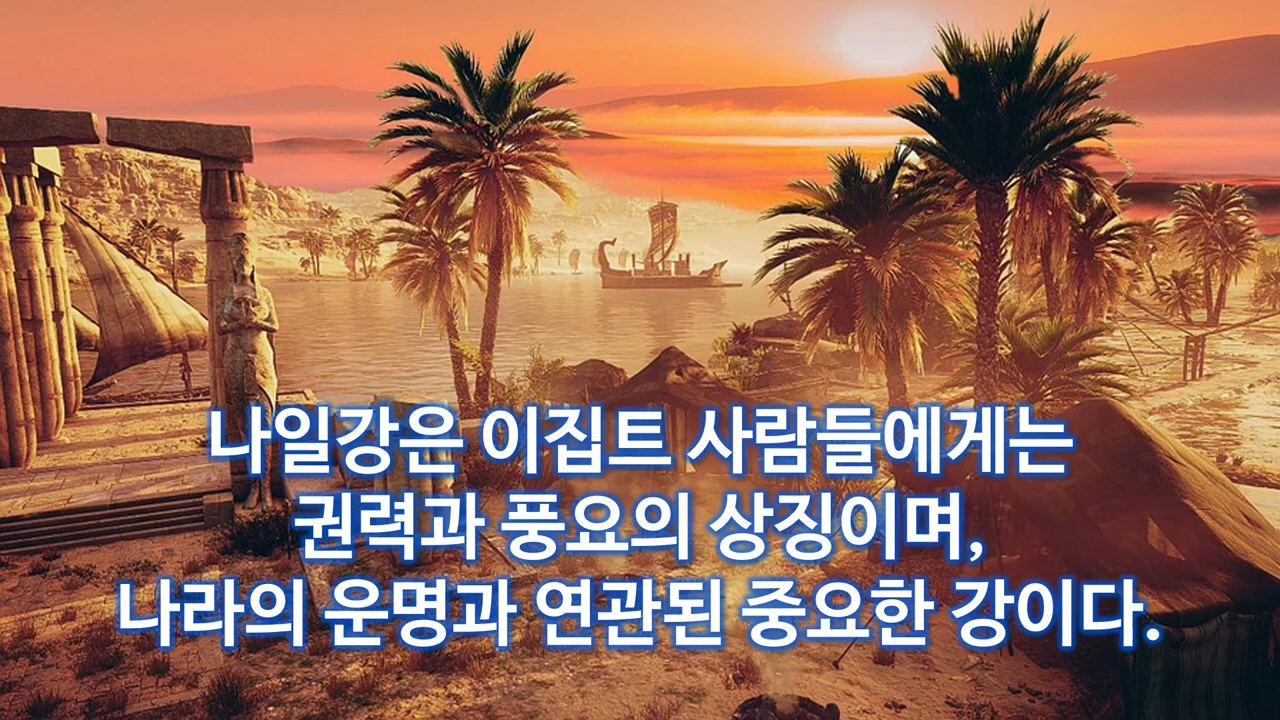 나일강은 이집트 사람들에게는
권력과 풍요의 상징이며,
나라의 운명과 연관된 중요한 강이다.